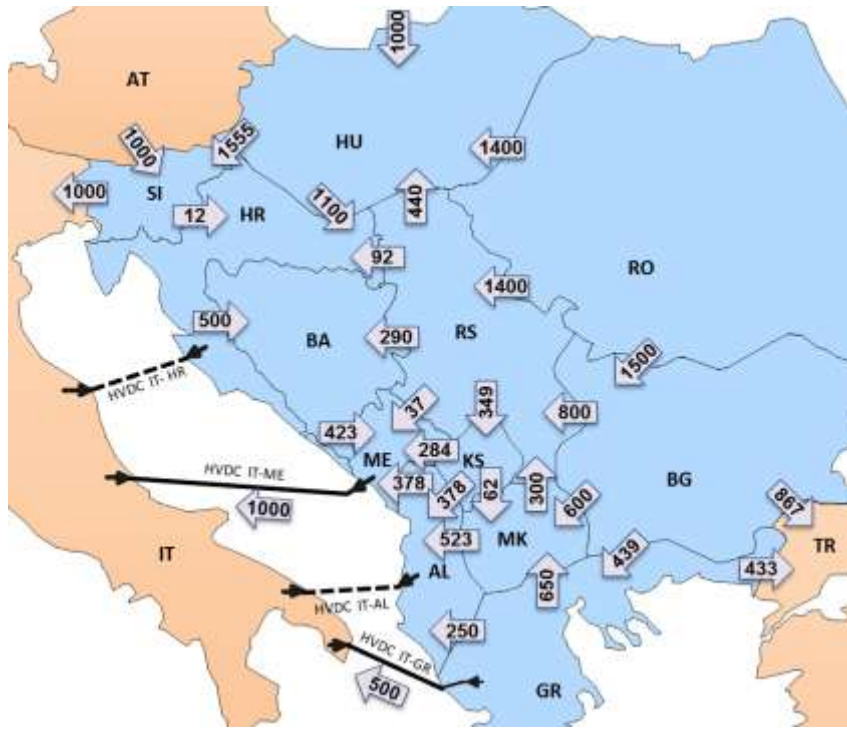 1000
AT
HU
1000
1555
1400
1000
SI
12
HR
1100
440
92
RO
1400
500
BA
290
RS
HVDC IT- HR
1500
37
349
800
423
284
ME
KS
HVDC IT-ME
378
378
62
300
600
BG
867
1000
523
MK
439
TR
IT
AL
650
433
HVDC IT-AL
250
HVDC IT-GR
500
GR